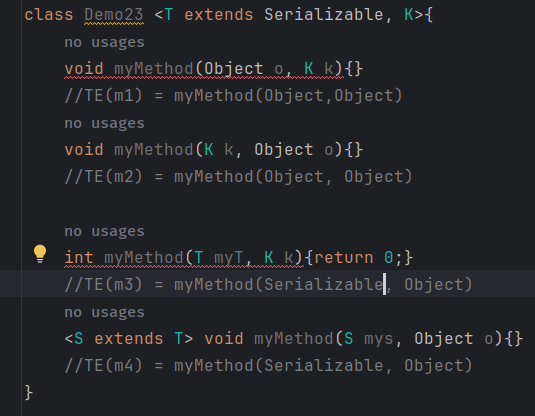 class Demo23 <T extends Serializable, K>{
no usages
void myMethod(Object o, K k){}
//TE(m1) = myMethod(Object,Object)
no usages
void myMethod(K k, Object o){}
//TE(m2) = myMethod(Object, Object)
no usages
int myMethod(T myT, K k){return 0;}
//TE(m3) = myMethod(Serializable, Object)
no usages
<S extends T> void myMethod(S mys, Object o){}
//TE(m4) = myMethod(Serializable, Object)
}